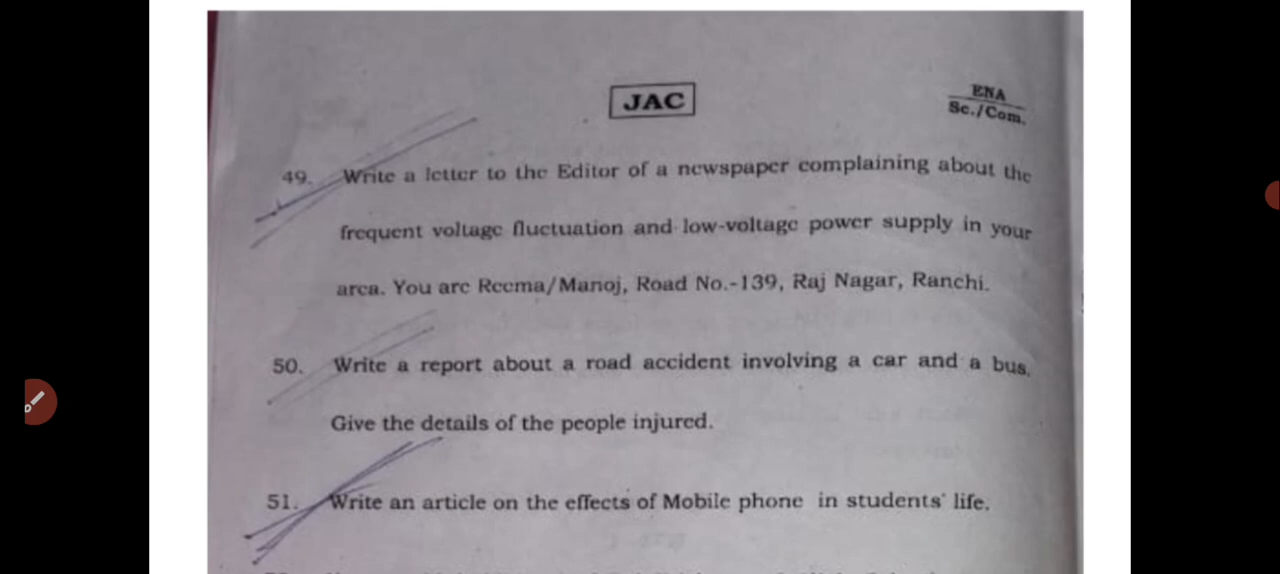 JAC
ENA
Sc./Com.
49. Write a letter to the Editor of a newspaper complaining about the
frequent voltage fluctuation and low-voltage power supply in your
area. You are Reema/Manoj, Road No.-139, Raj Nagar, Ranchi.
50. Write a report about a road accident involving a car and a bus.
Give the details of the people injured.
51. Write an article on the effects of Mobile phone in students' life.